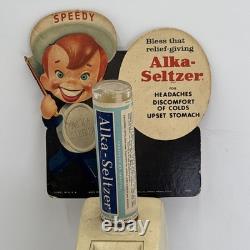 SPEEDY
Bless that
relief-giving
Alka-
Seltzer
FOR
HEADACHES
DISCOMFORT
OF COLDS
UPSET STOMACH
Alka-Seltzer